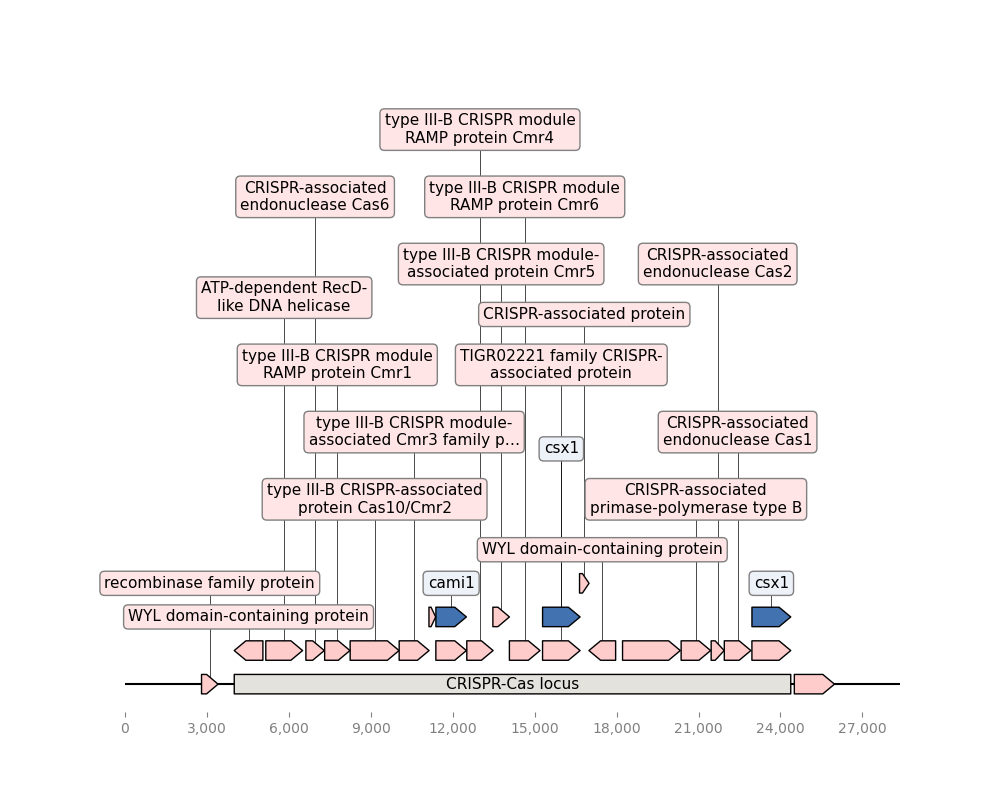 type III-B CRISPR module
RAMP protein Cmr4
CRISPR-associated
endonuclease Cas6
type III-B CRISPR module
RAMP protein Cmr6
type III-B CRISPR module-
associated protein Cmr5
CRISPR-associated
endonuclease Cas2
ATP-dependent RecD-
like DNA helicase
CRISPR-associated protein
type III-B CRISPR module
RAMP protein Cmr1
TIGR02221 family CRISPR-
associated protein
type III-B CRISPR module-
associated Cmr3 family p...
csx1
CRISPR-associated
endonuclease Cas1
type III-B CRISPR-associated
protein Cas10/Cmr2
CRISPR-associated
primase-polymerase type B
WYL domain-containing protein
recombinase family protein
cami1
csx1
WYL domain-containing protein
CRISPR-Cas locus
0
3,000
6,000
9,000
12,000
15,000
18,000
21,000
24,000
27,000